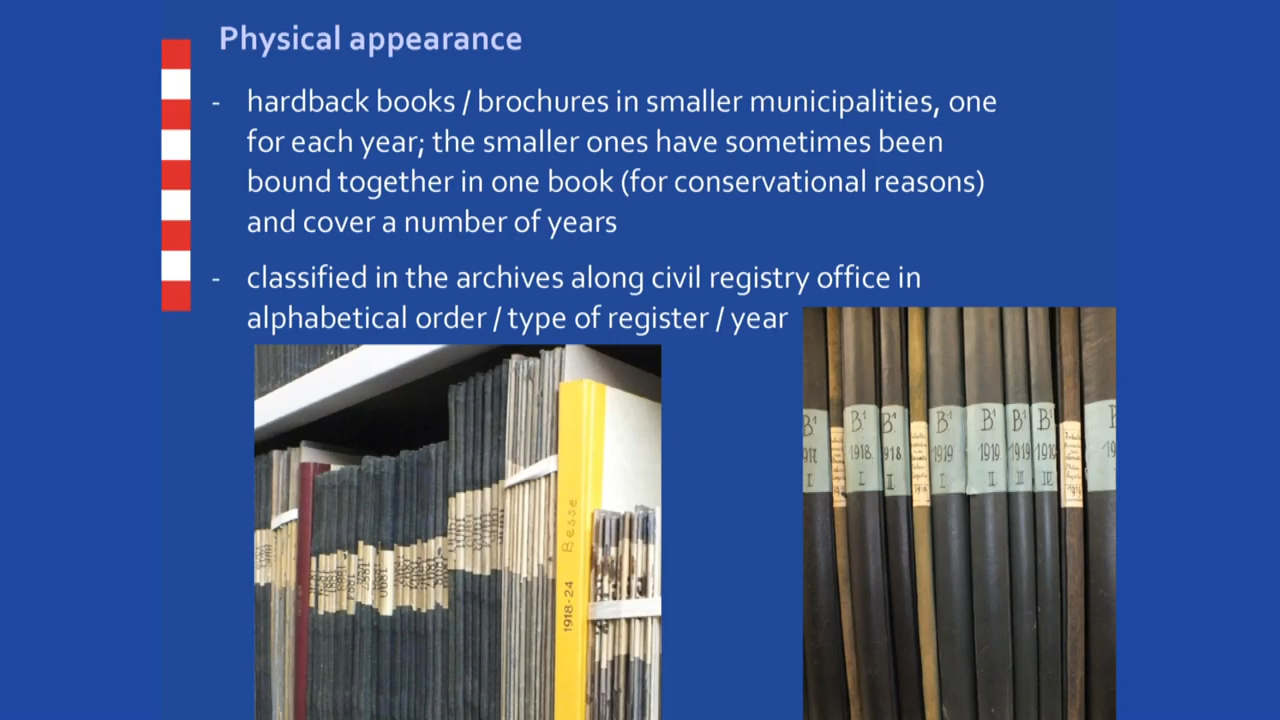 Physical appearance
- hardback books / brochures in smaller municipalities, one
for each year; the smaller ones have sometimes been
bound together in one book (for conservational reasons)
and cover a number of years
- classified in the archives along civil registry office in
alphabetical order / type of register / year
1918-24 Besse
B¹ 1918 I
B¹ 1918 II
B¹ 1919 I
B¹ 1919 II
B¹ 1919 III
B¹ 1919 IV